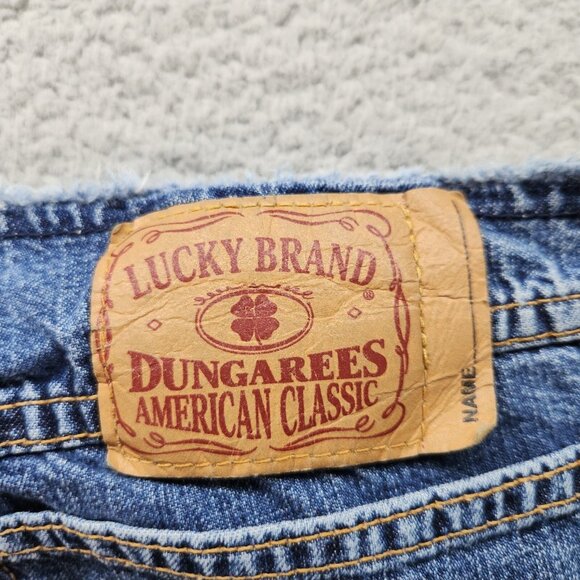 LUCKY BRAND
®
DUNGAREES
AMERICAN CLASSIC
NAME